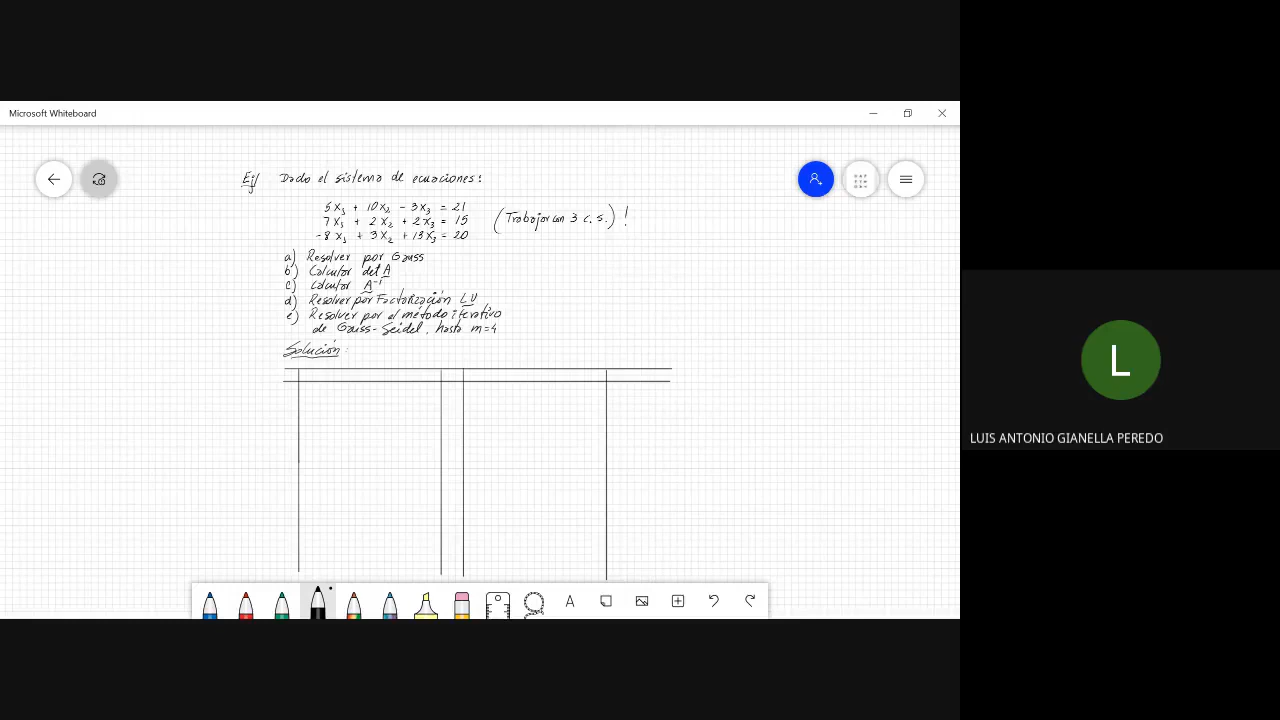 Microsoft Whiteboard
Ej/ Dado el sistema de ecuaciones:
5x₁ + 10x₂ - 3x₃ = 21
7x₁ + 2x₂ + 2x₃ = 15
(Trabajar con 3 c.s.)!
-8x₁ + 3x₂ + 13x₃ = 20
a) Resolver por Gauss
b) Calcular det A
c) Calcular A⁻¹
d) Resolver por Factorización LU
e) Resolver por el método iterativo
de Gauss-Seidel, hasta m=4
Solución:
A
L
LUIS ANTONIO GIANELLA PEREDO